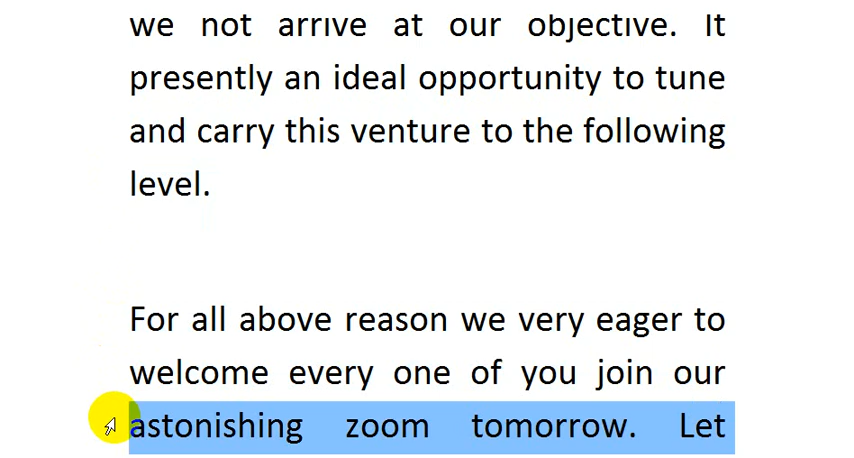 we not arrive at our objective. It
presently an ideal opportunity to tune
and carry this venture to the following
level.
For all above reason we very eager to
welcome every one of you join our
astonishing zoom tomorrow. Let